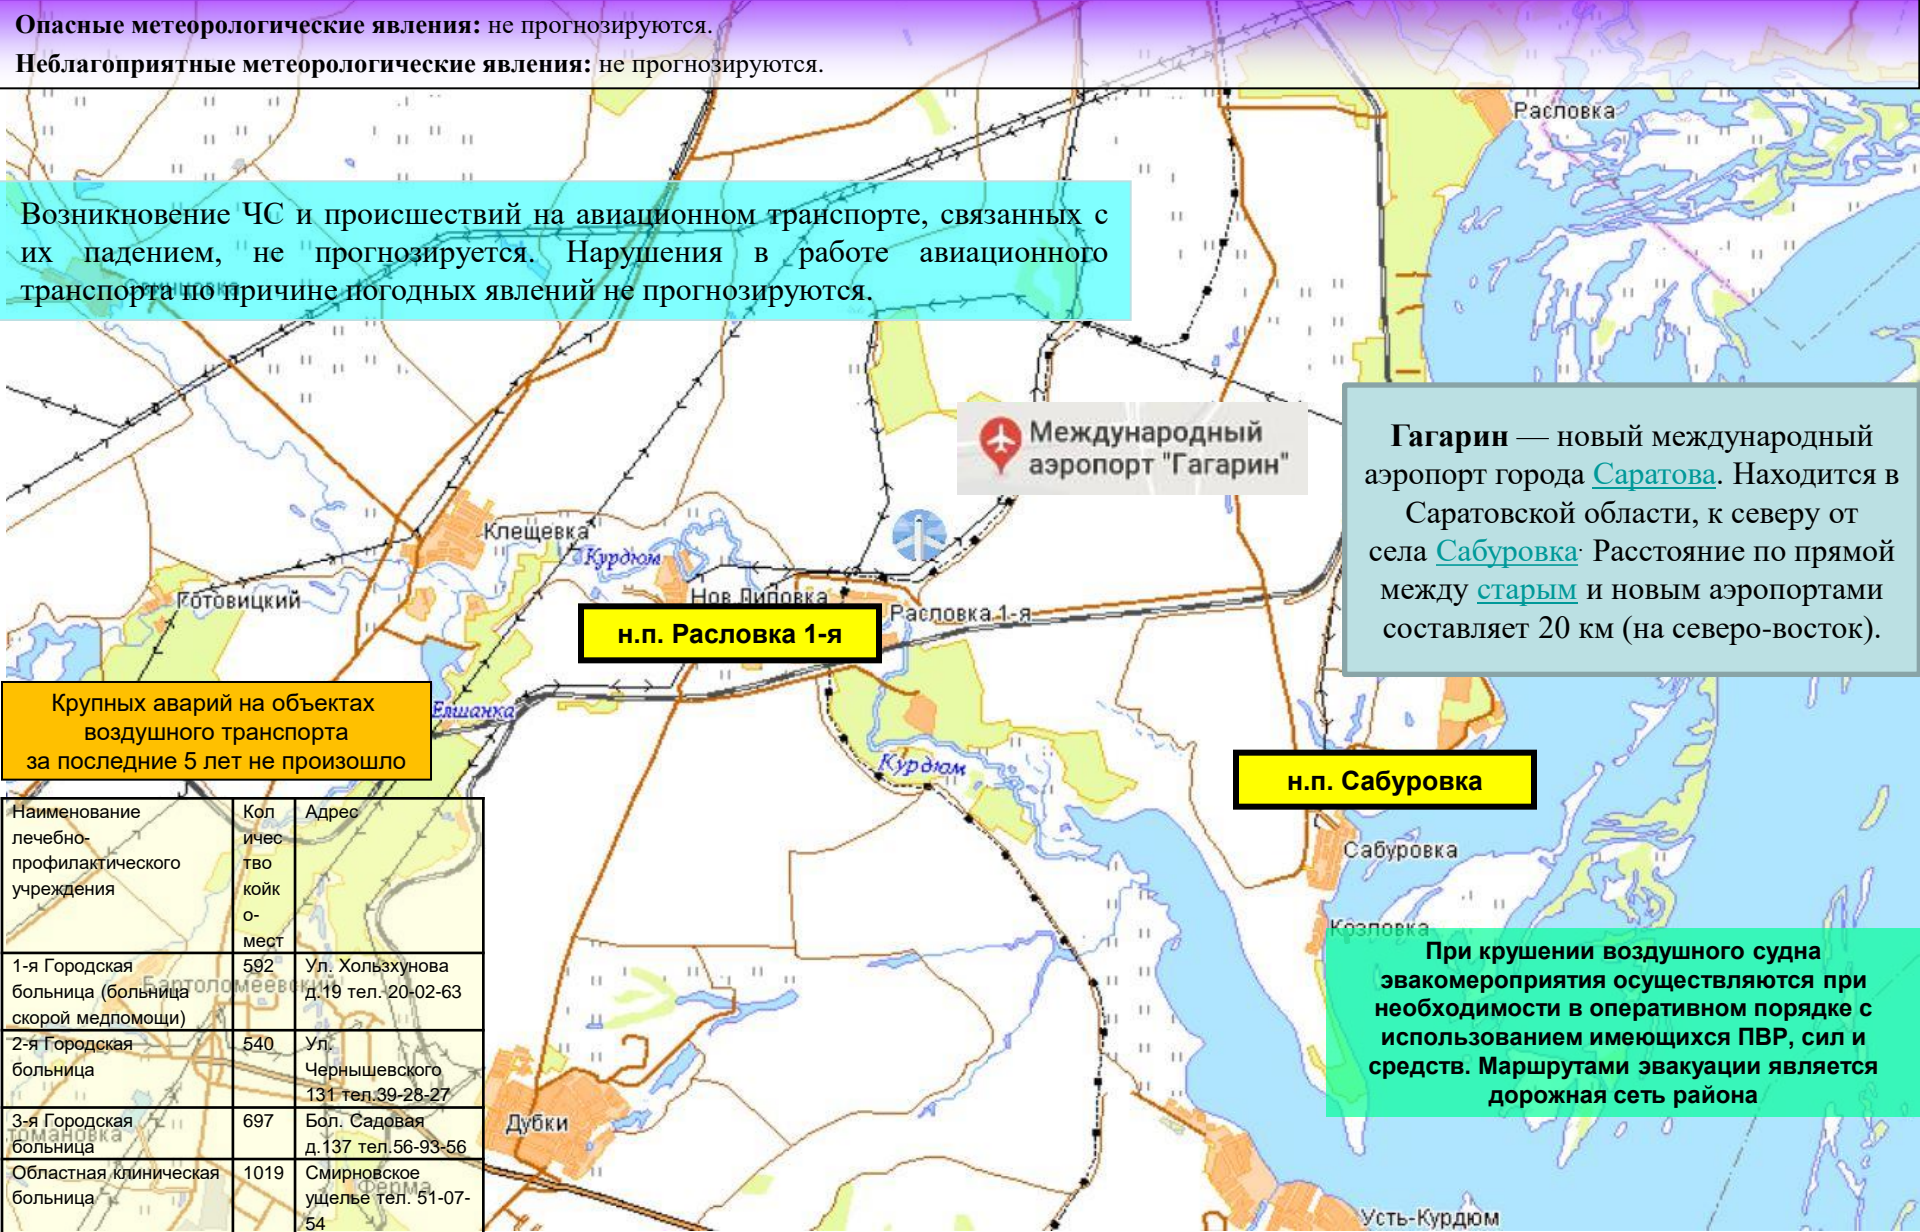 Опасные метеорологические явления: не прогнозируются.
Неблагоприятные метеорологические явления: не прогнозируются.
Расловка
Возникновение ЧС и происшествий на авиационном транспорте, связанных с
их падением, не прогнозируется. Нарушения в работе авиационного
транспорта по причине погодных явлений не прогнозируются.
Международный
аэропорт "Гагарин"
Гагарин — новый международный
аэропорт города Саратова. Находится в
Саратовской области, к северу от
села Сабуровка. Расстояние по прямой
между старым и новым аэропортами
составляет 20 км (на северо-восток).
Клещевка
Курдюм
Готовицкий
Нов.Липовка
Расловка 1-я
н.п. Расловка 1-я
Елшанка
Крупных аварий на объектах
воздушного транспорта
за последние 5 лет не произошло
Курдюм
н.п. Сабуровка
Сабуровка
Козловка
Наименование
лечебно-
профилактического
учреждения
Кол
ичес
тво
койк
о-
мест
Адрес
1-я Городская
больница (больница
скорой медпомощи)
592
Ул. Хользхунова
д.19 тел. 20-02-63
2-я Городская
больница
540
Ул.
Чернышевского
131 тел.39-28-27
3-я Городская
больница
697
Бол. Садовая
д.137 тел.56-93-56
Областная клиническая
больница
1019
Смирновское
ущелье тел. 51-07-
54
Бартоломеевский
Ферма
Дубки
При крушении воздушного судна
эвакомероприятия осуществляются при
необходимости в оперативном порядке с
использованием имеющихся ПВР, сил и
средств. Маршрутами эвакуации является
дорожная сеть района
Усть-Курдюм